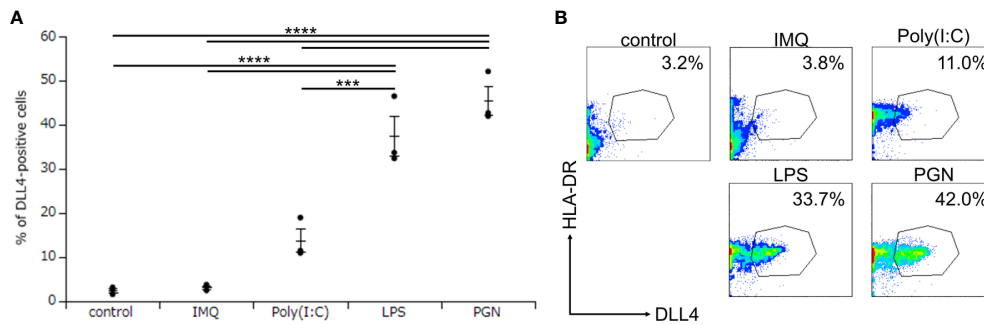 A
% of DLL4-positive cells
60
50
40
30
20
10
0
****
****
***
control IMQ Poly(I:C) LPS PGN
B
control IMQ Poly(I:C)
3.2% 3.8% 11.0%
LPS PGN
33.7% 42.0%
HLA-DR
DLL4